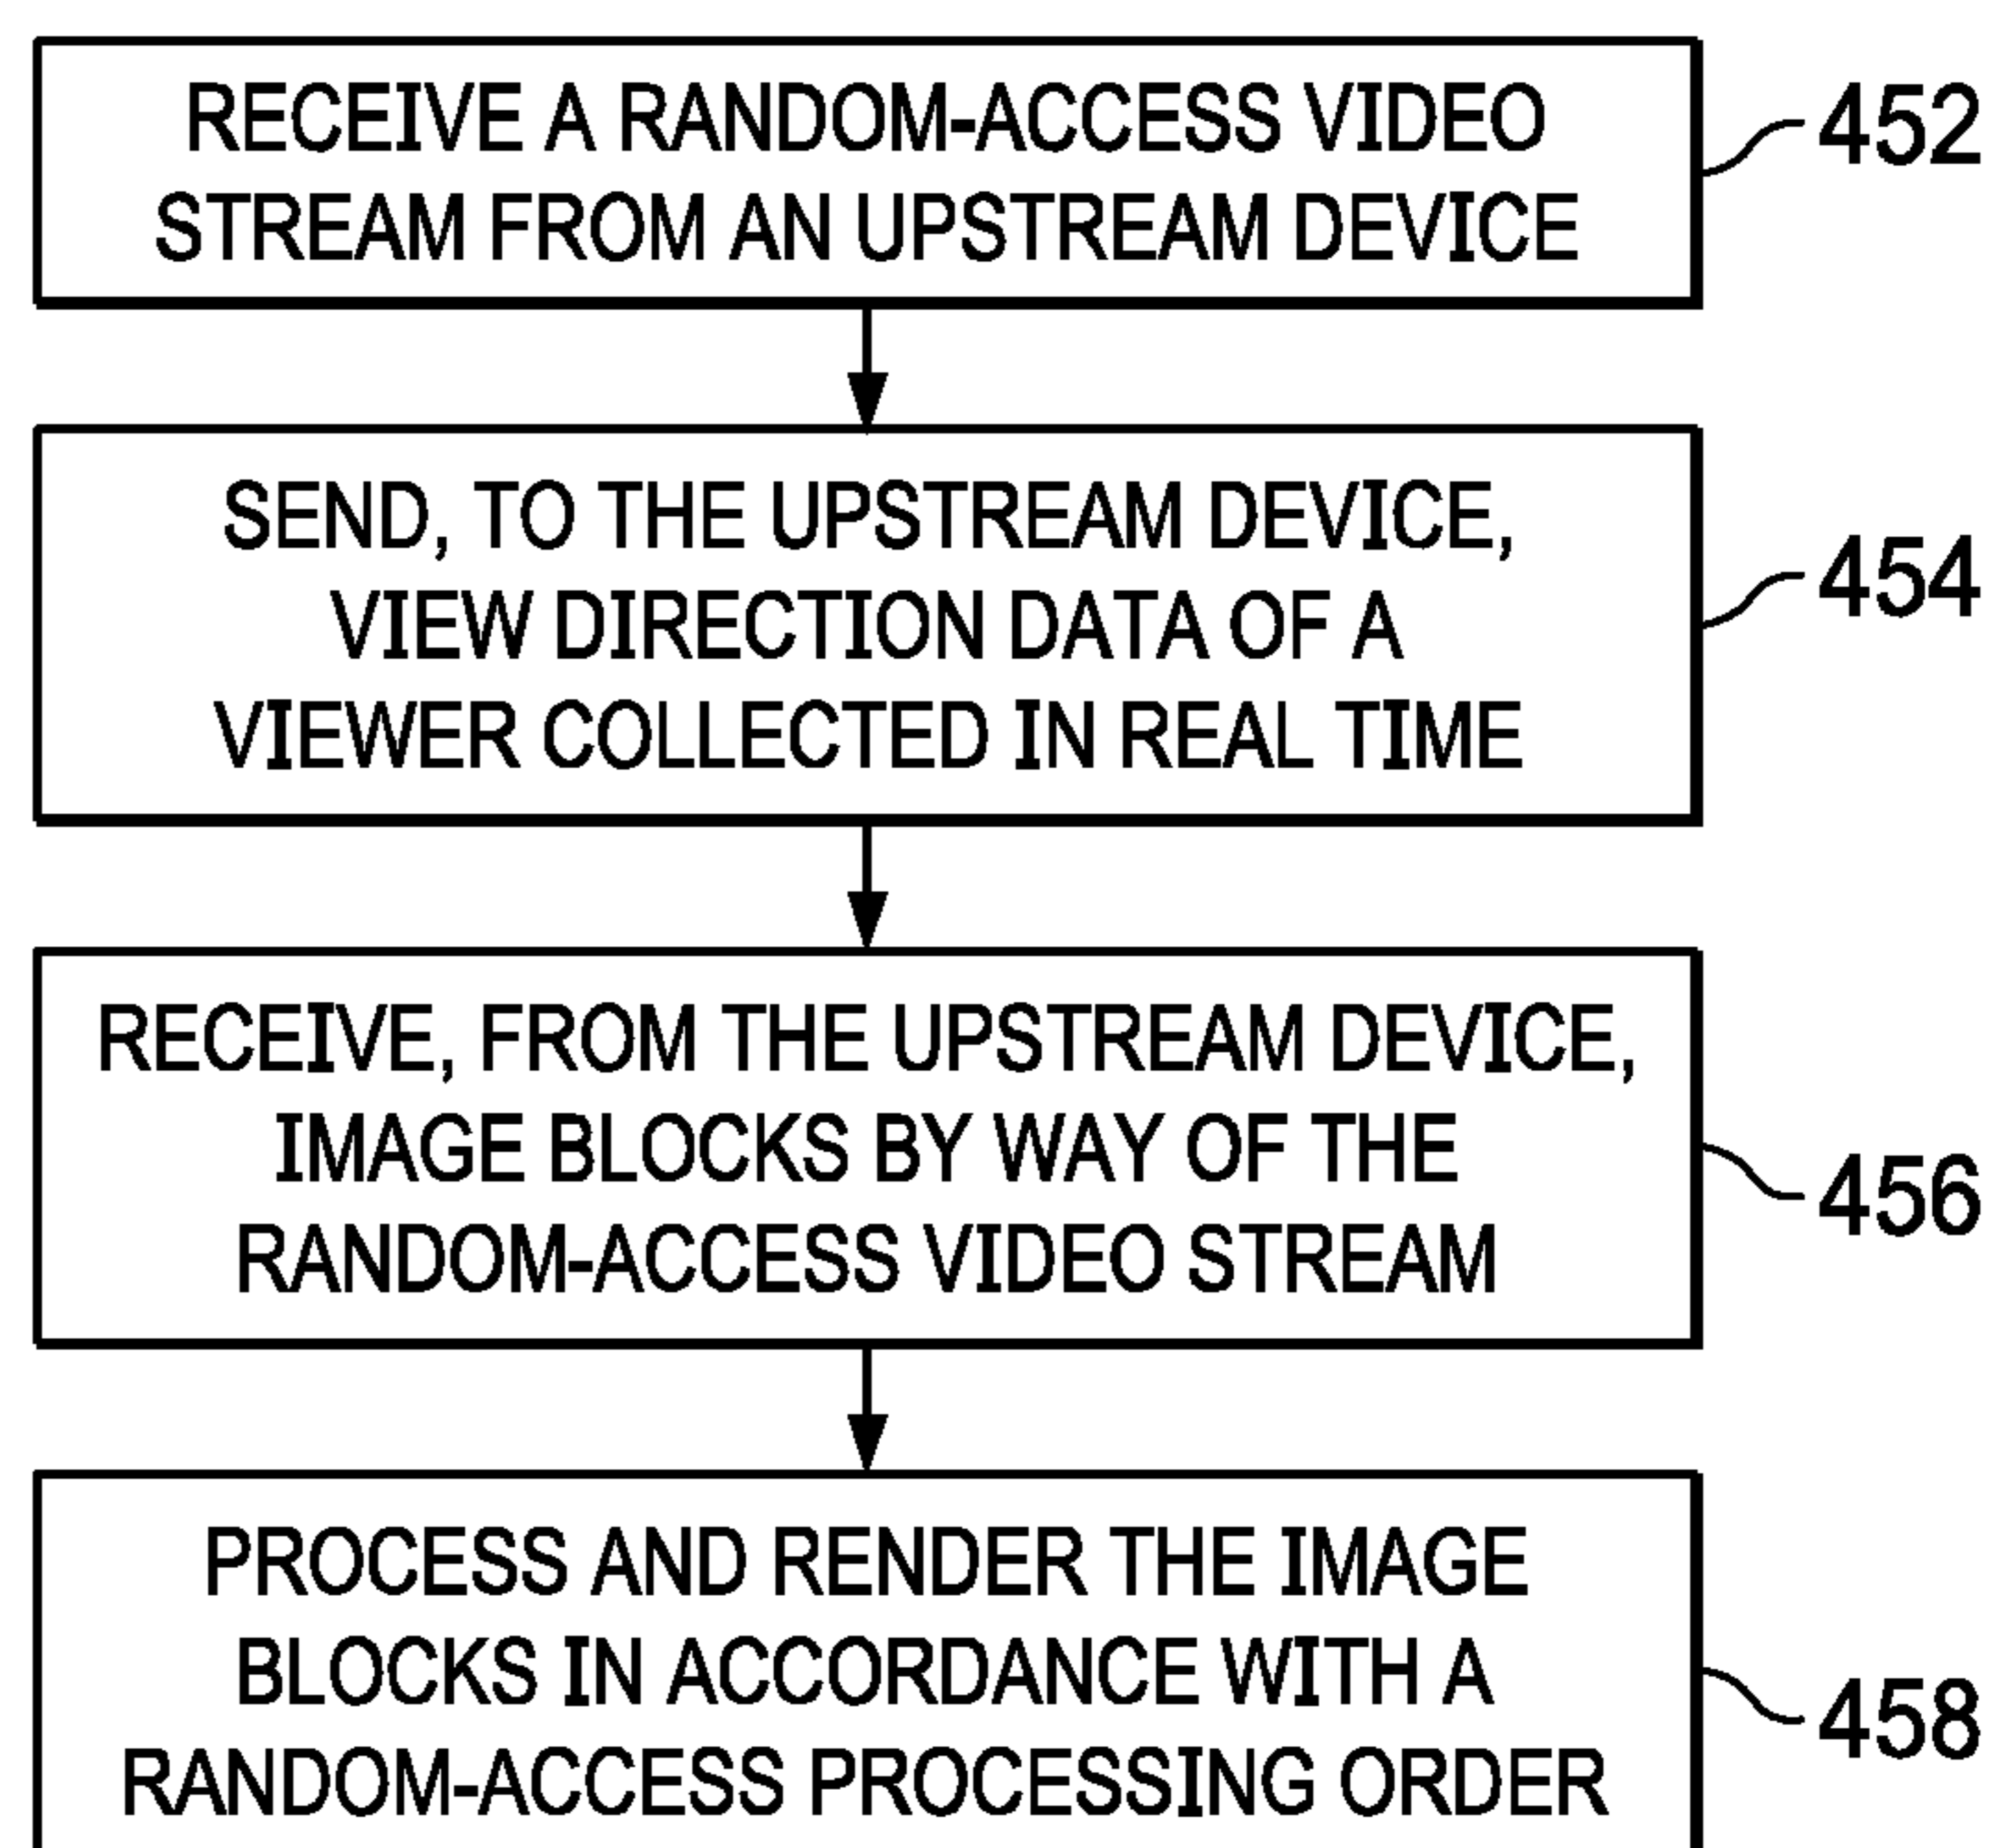 RECEIVE A RANDOM-ACCESS VIDEO
STREAM FROM AN UPSTREAM DEVICE
452
SEND, TO THE UPSTREAM DEVICE,
VIEW DIRECTION DATA OF A
VIEWER COLLECTED IN REAL TIME
454
RECEIVE, FROM THE UPSTREAM DEVICE,
IMAGE BLOCKS BY WAY OF THE
RANDOM-ACCESS VIDEO STREAM
456
PROCESS AND RENDER THE IMAGE
BLOCKS IN ACCORDANCE WITH A
RANDOM-ACCESS PROCESSING ORDER
458